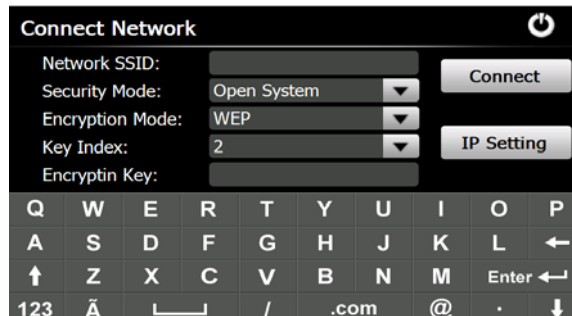 Connect Network
Network SSID:
Connect
Security Mode: Open System
Encryption Mode: WEP
Key Index: 2
IP Setting
Encryptin Key:
Q W E R T Y U I O P
A S D F G H J K L ←
↑ Z X C V B N M Enter ↵
123 Ã / .com @ . ↓